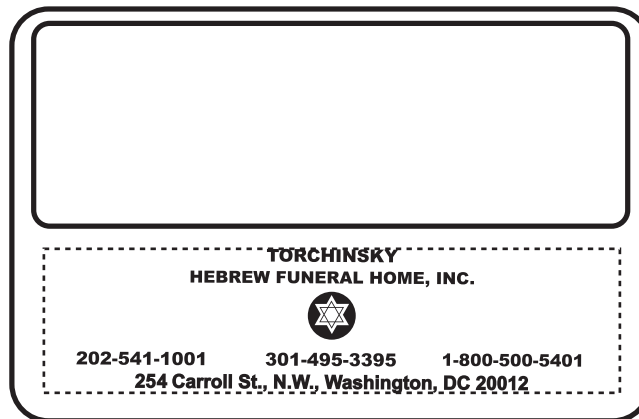 TORCHINSKY
HEBREW FUNERAL HOME, INC.
202-541-1001 301-495-3395 1-800-500-5401
254 Carroll St., N.W., Washington, DC 20012